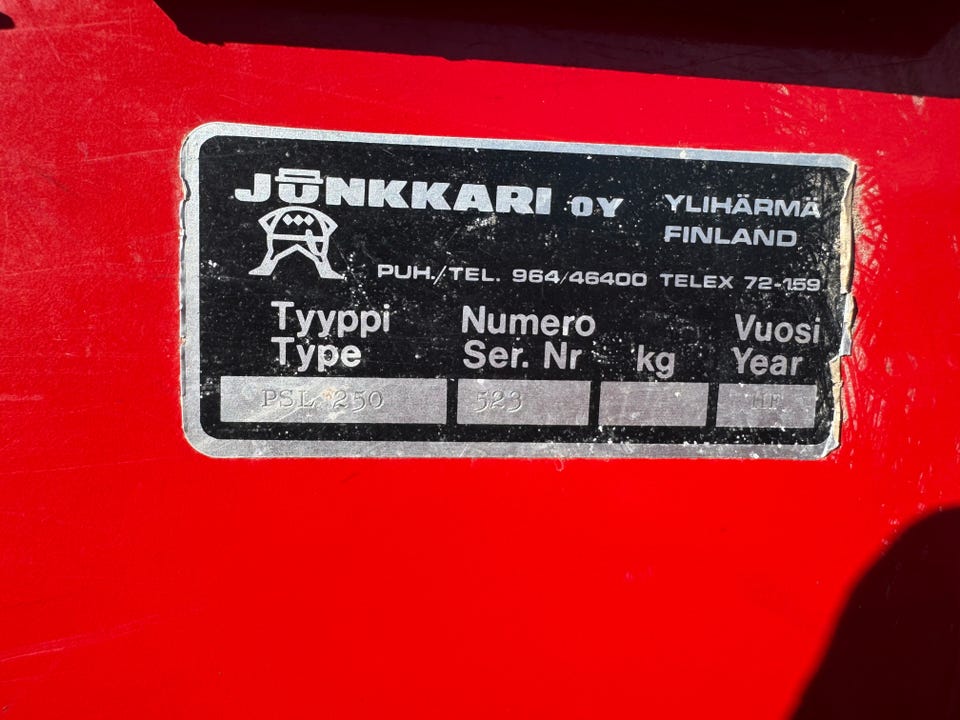 JUNKKARI OY YLIHÄRMÄ
FINLAND
PUH./TEL. 964/46400 TELEX 72-159
Tyyppi Numero Vuosi
Type Ser. Nr kg Year
PSL 250 523 -